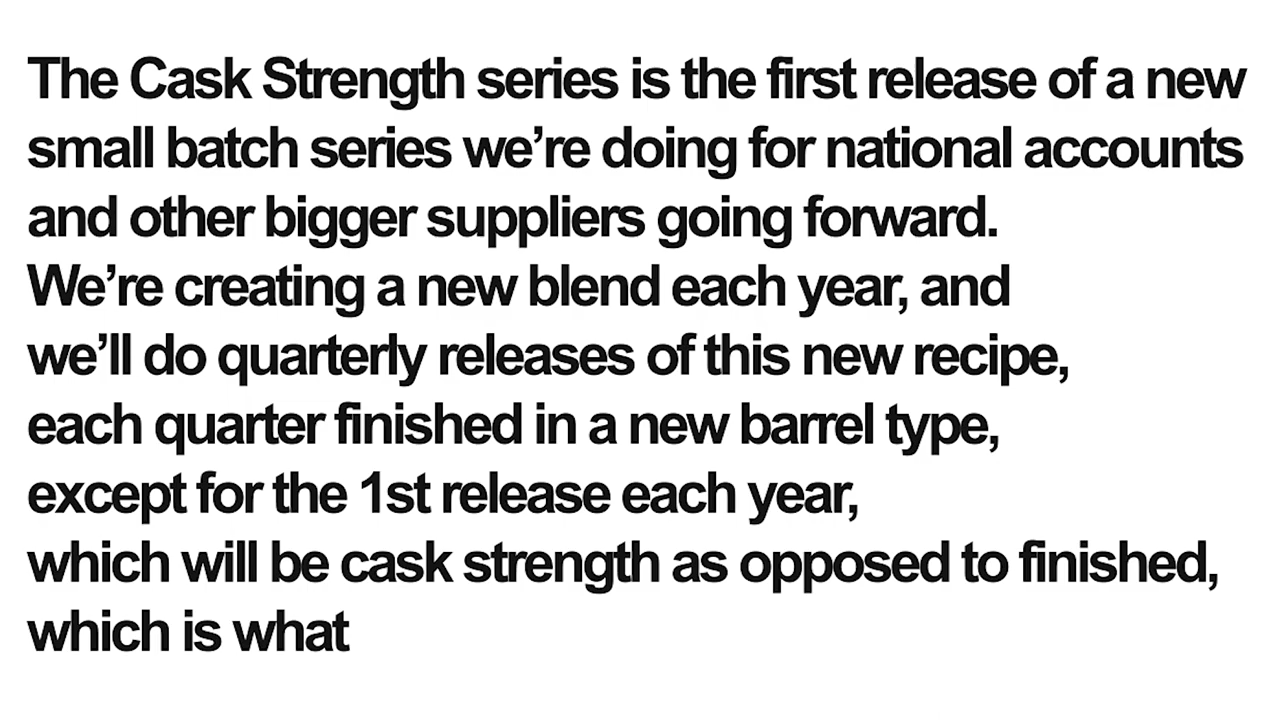 The Cask Strength series is the first release of a new
small batch series we’re doing for national accounts
and other bigger suppliers going forward.
We’re creating a new blend each year, and
we’ll do quarterly releases of this new recipe,
each quarter finished in a new barrel type,
except for the 1st release each year,
which will be cask strength as opposed to finished,
which is what